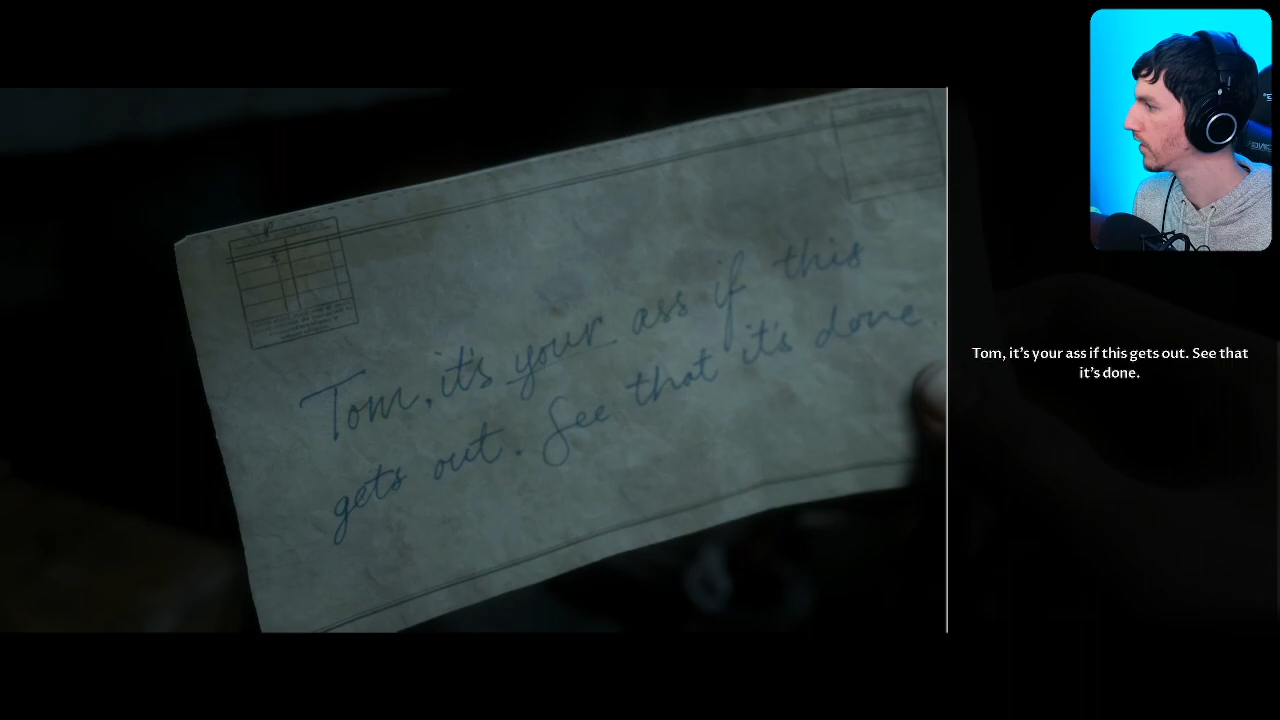 Tom, it's your ass if this
gets out. See that it's done.
Tom, it's your ass if this gets out. See that
it's done.